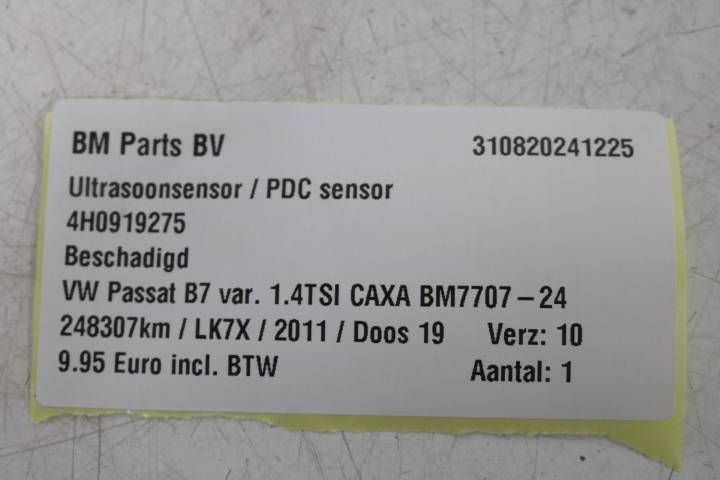 BM Parts BV 310820241225
Ultrasoonsensor / PDC sensor
4H0919275
Beschadigd
VW Passat B7 var. 1.4TSI CAXA BM7707-24
248307km / LK7X / 2011 / Doos 19 Verz: 10
9.95 Euro incl. BTW Aantal: 1